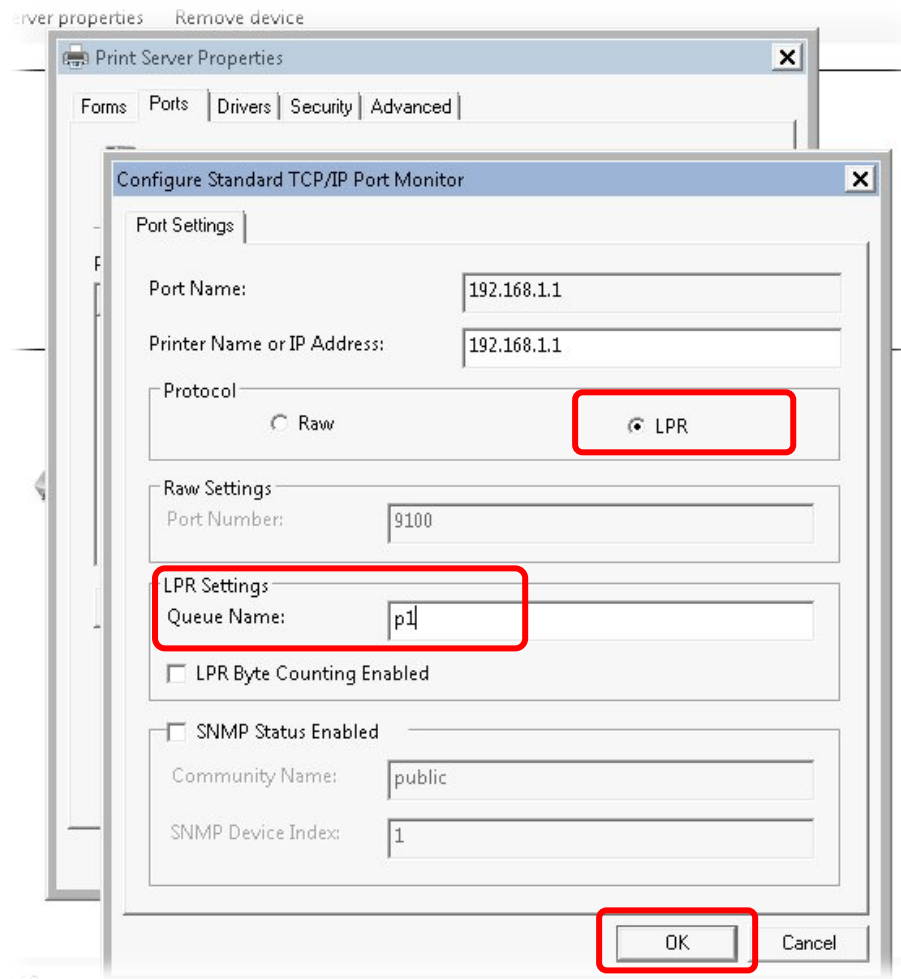 erver properties Remove device
Print Server Properties
Forms Ports Drivers Security Advanced
Configure Standard TCP/IP Port Monitor
Port Settings
Port Name: 192.168.1.1
Printer Name or IP Address: 192.168.1.1
Protocol
Raw LPR
Raw Settings
Port Number: 9100
LPR Settings
Queue Name: p1
LPR Byte Counting Enabled
SNMP Status Enabled
Community Name: public
SNMP Device Index: 1
OK Cancel